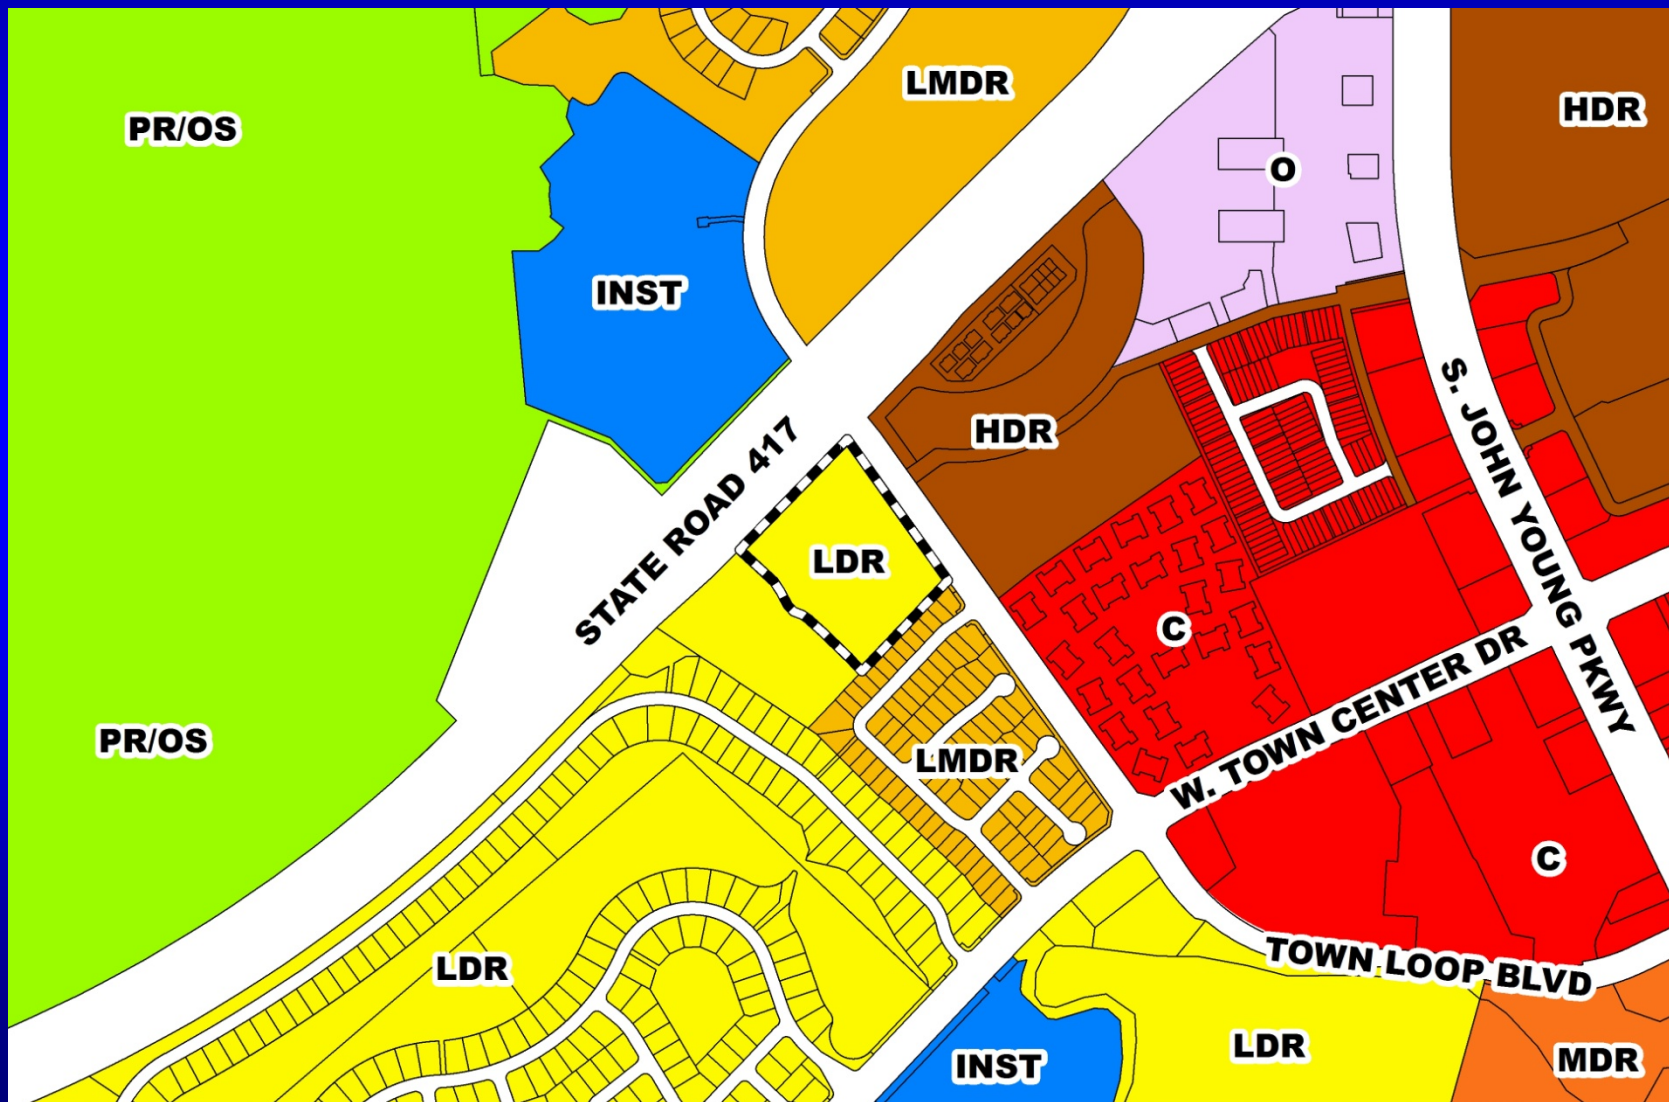 LMDR
HDR
PR/OS
O
INST
STATE ROAD 417
HDR
S. JOHN YOUNG PKWY
LDR
C
W. TOWN CENTER DR
PR/OS
LMDR
C
LDR
TOWN LOOP BLVD
INST
LDR
MDR